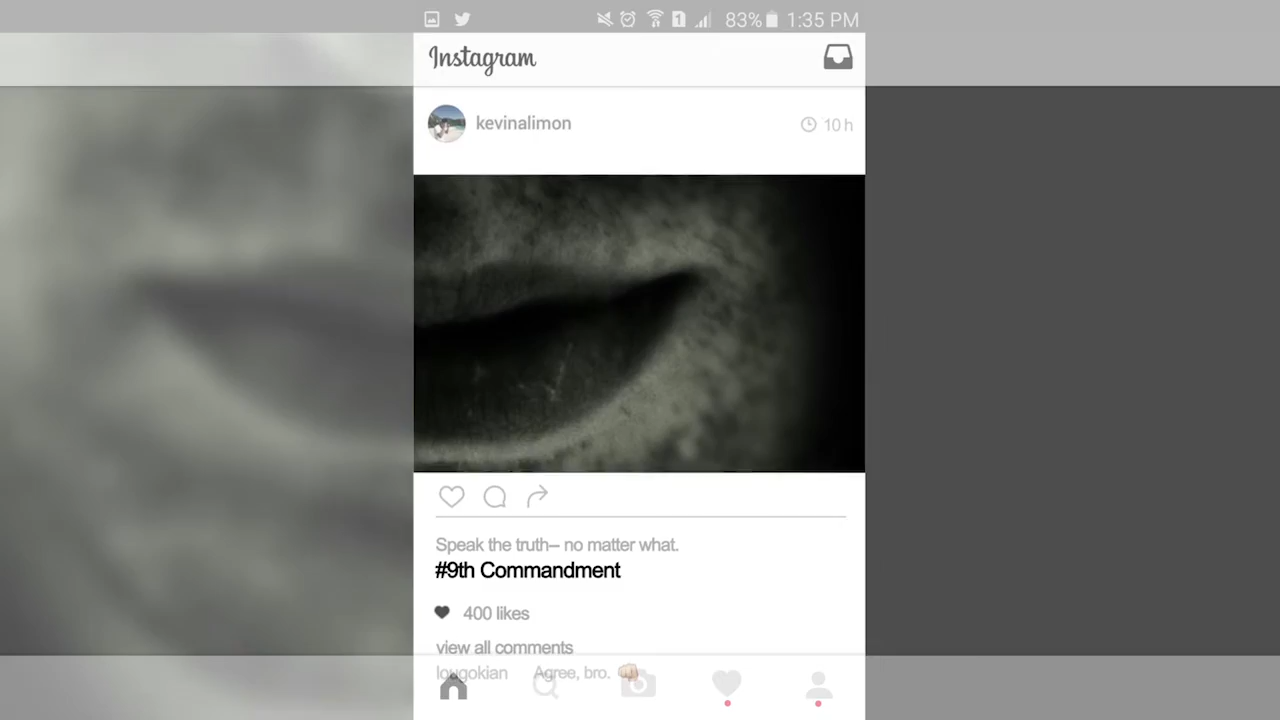 83% 1:35 PM
Instagram
kevinalimon 10 h
Speak the truth– no matter what.
#9th Commandment
400 likes
view all comments
lougokian Agree, bro.